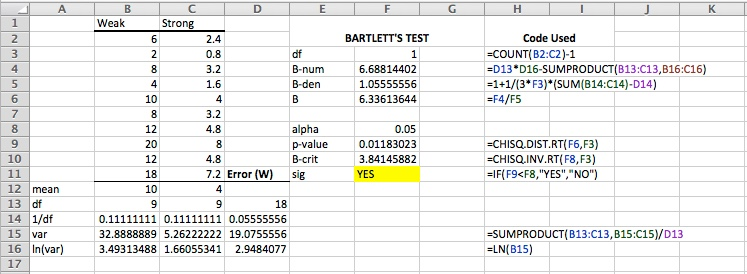 A B C D E F G H I J K
1 Weak Strong
2 6 2.4 BARTLETT'S TEST Code Used
3 2 0.8 df 1 =COUNT(B2:C2)-1
4 8 3.2 B-num 6.68814402 =D13*D16-SUMPRODUCT(B13:C13,B16:C16)
5 4 1.6 B-den 1.05555556 =1+1/(3*F3)*(SUM(B14:C14)-D14)
6 10 4 B 6.33613644 =F4/F5
7 8 3.2
8 12 4.8 alpha 0.05
9 20 8 p-value 0.01183023 =CHISQ.DIST.RT(F6,F3)
10 12 4.8 B-crit 3.84145882 =CHISQ.INV.RT(F8,F3)
11 18 7.2 Error (W) sig YES =IF(F9<F8,"YES","NO")
12 mean 10 4
13 df 9 9 18
14 1/df 0.11111111 0.11111111 0.05555556
15 var 32.8888889 5.26222222 19.0755556 =SUMPRODUCT(B13:C13,B15:C15)/D13
16 ln(var) 3.49313488 1.66055341 2.9484077 =LN(B15)
17